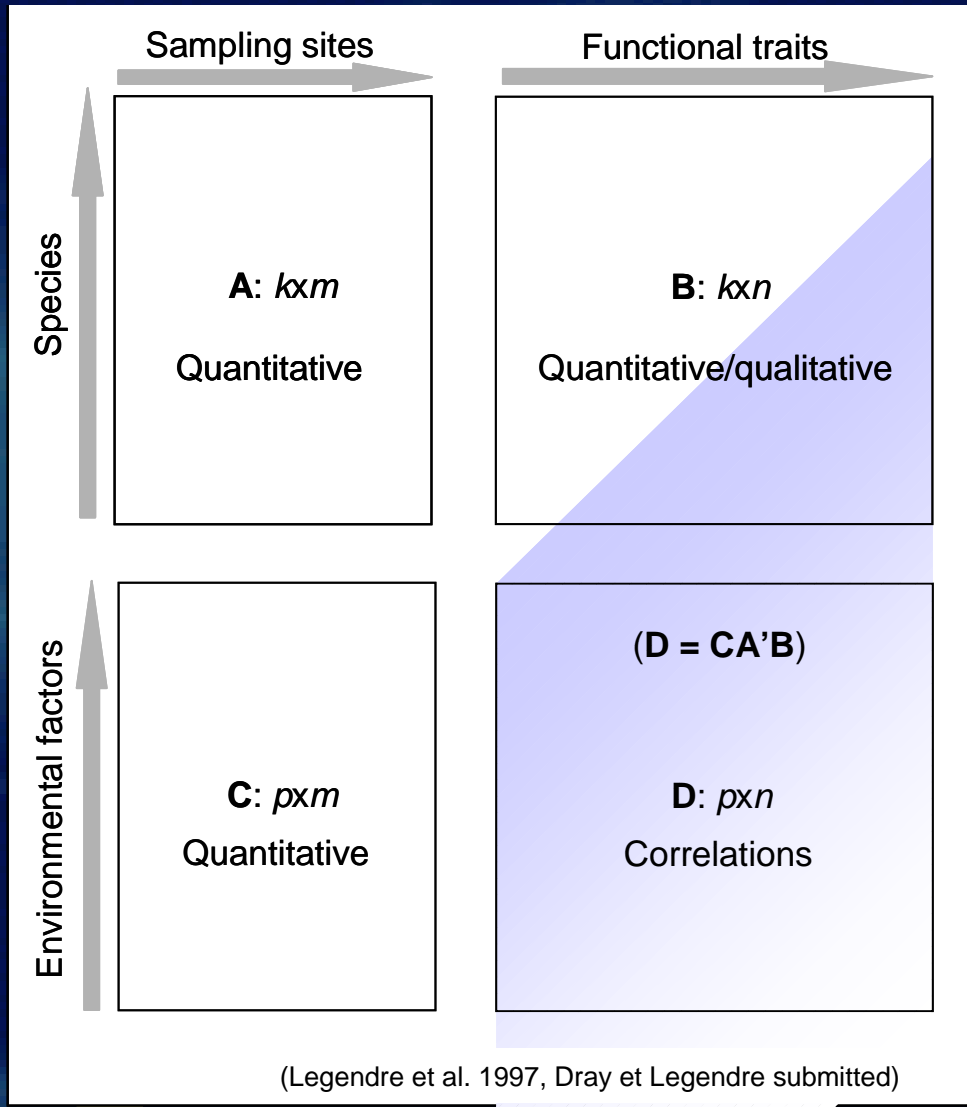 Sampling sites
Functional traits
Species
A: kxm
Quantitative
B: kxn
Quantitative/qualitative
Environmental factors
C: pxm
Quantitative
(D = CA’B)
D: pxn
Correlations
(Legendre et al. 1997, Dray et Legendre submitted)